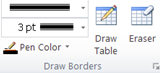 3 pt
Pen Color
Draw
Table
Eraser
Draw Borders